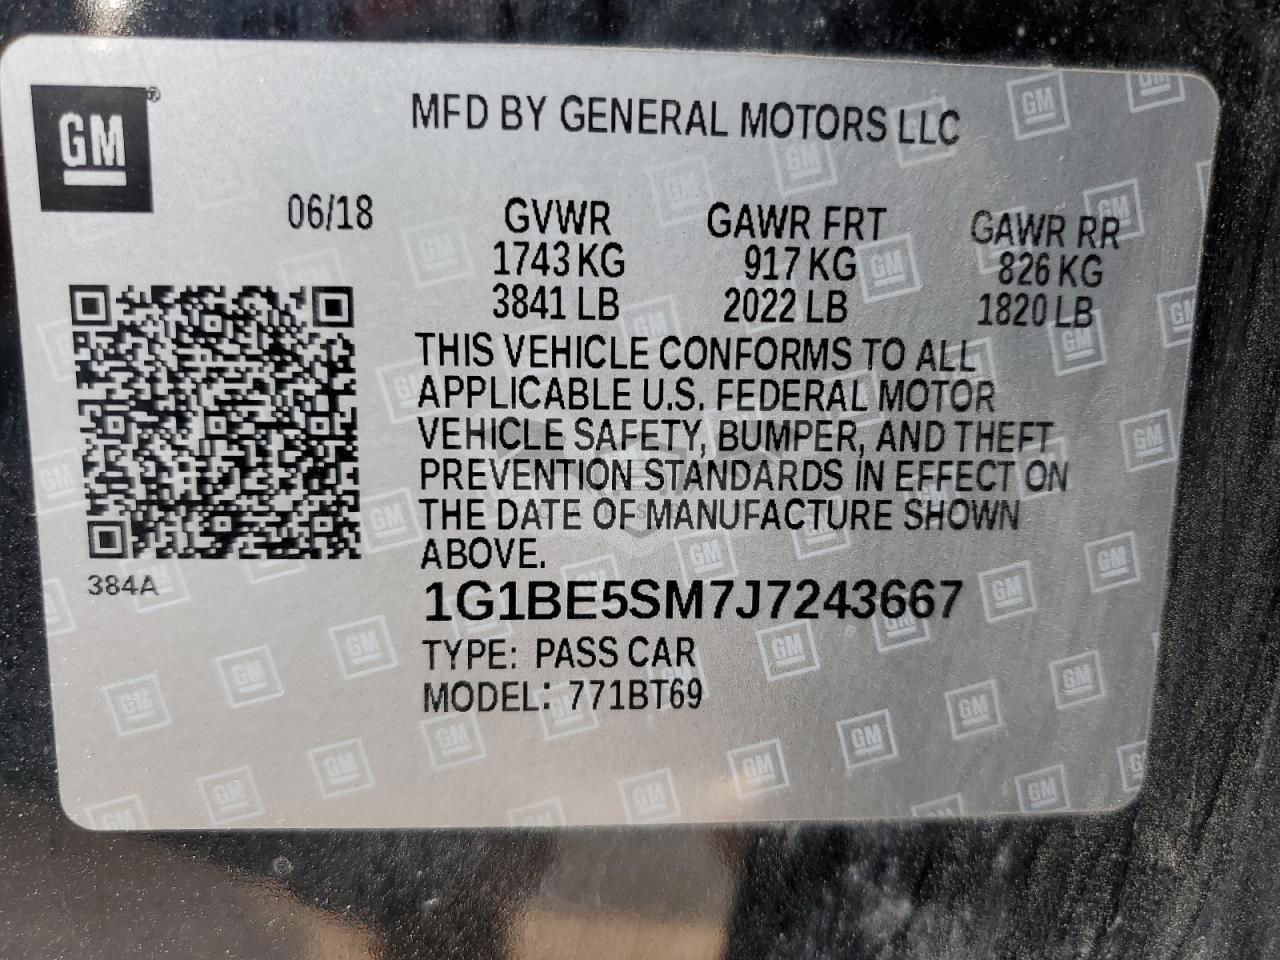 GM®
MFD BY GENERAL MOTORS LLC
06/18
GVWR GAWR FRT GAWR RR
1743 KG 917 KG 826 KG
3841 LB 2022 LB 1820 LB
THIS VEHICLE CONFORMS TO ALL
APPLICABLE U.S. FEDERAL MOTOR
VEHICLE SAFETY, BUMPER, AND THEFT
PREVENTION STANDARDS IN EFFECT ON
THE DATE OF MANUFACTURE SHOWN
ABOVE.
384A
1G1BE5SM7J7243667
TYPE: PASS CAR
MODEL: 771BT69